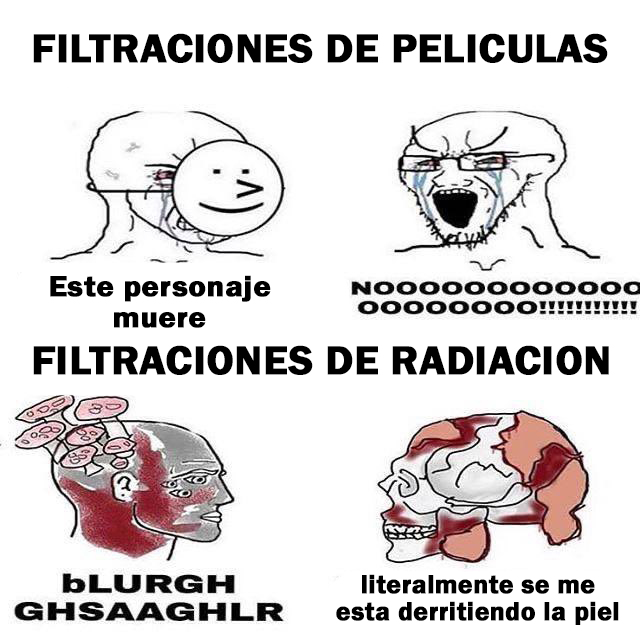 FILTRACIONES DE PELICULAS
Este personaje
muere
NOOOOOOOOOOOOO
OOOOOOOO!!!!!!!!!!!!
FILTRACIONES DE RADIACION
bLURGH
GHSAAGHLR
literalmente se me
esta derritiendo la piel